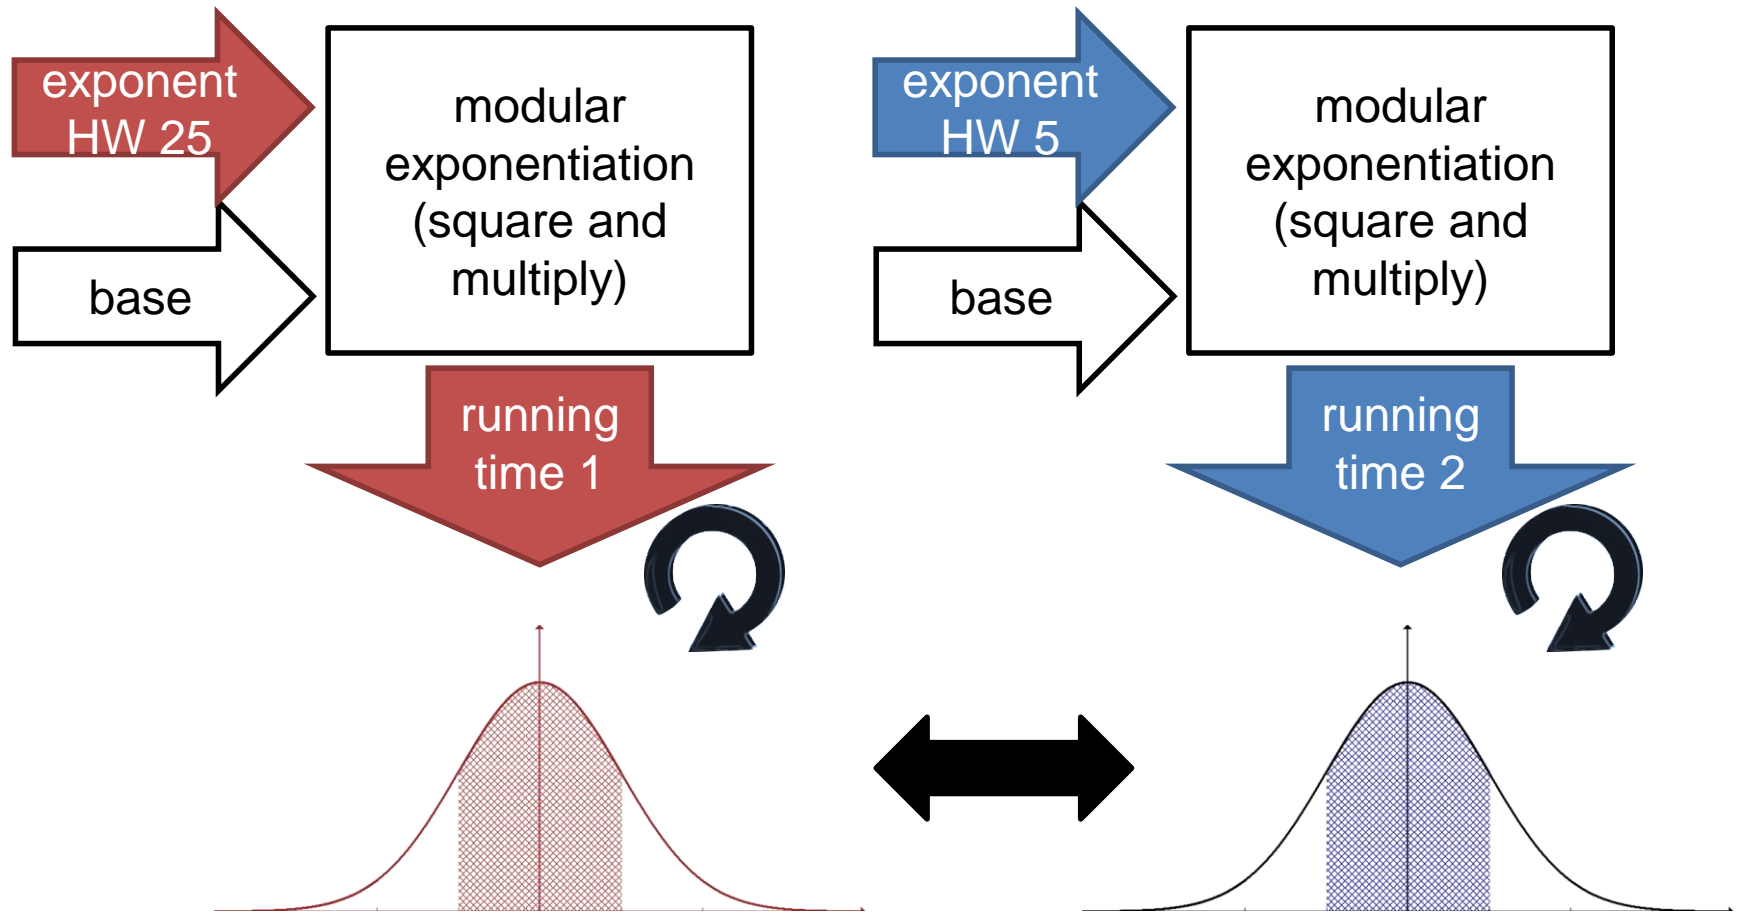 exponent
HW 25
base
modular
exponentiation
(square and
multiply)
running
time 1
exponent
HW 5
base
modular
exponentiation
(square and
multiply)
running
time 2